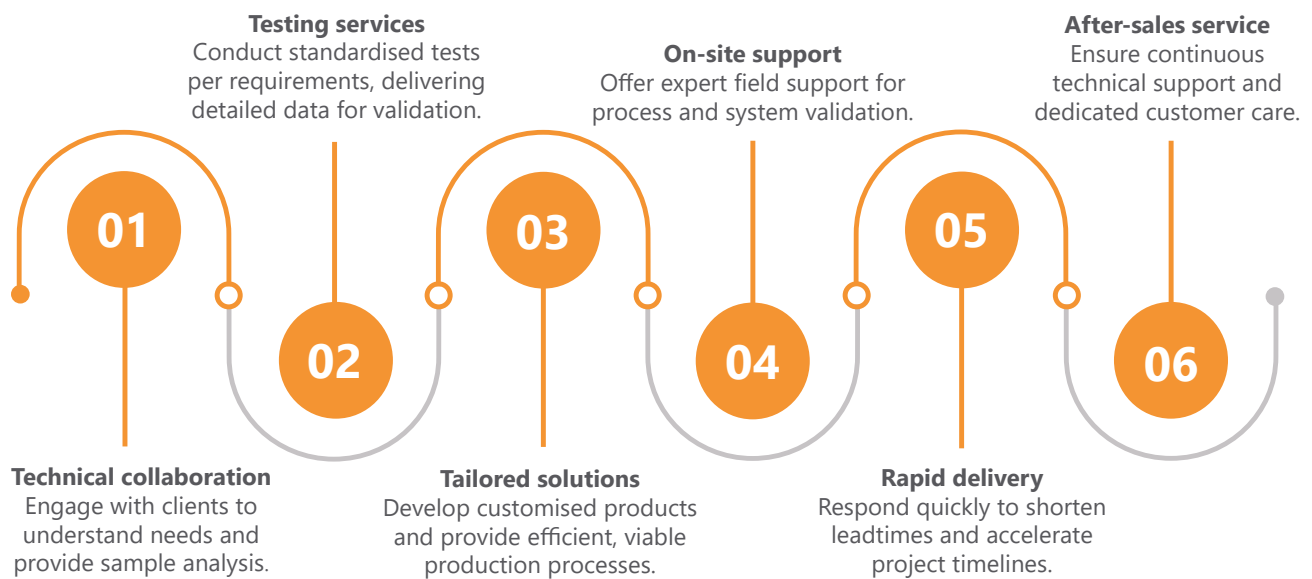 01
Technical collaboration
Engage with clients to
understand needs and
provide sample analysis.
Testing services
Conduct standardised tests
per requirements, delivering
detailed data for validation.
02
03
Tailored solutions
Develop customised products
and provide efficient, viable
production processes.
On-site support
Offer expert field support for
process and system validation.
04
05
Rapid delivery
Respond quickly to shorten
leadtimes and accelerate
project timelines.
After-sales service
Ensure continuous
technical support and
dedicated customer care.
06